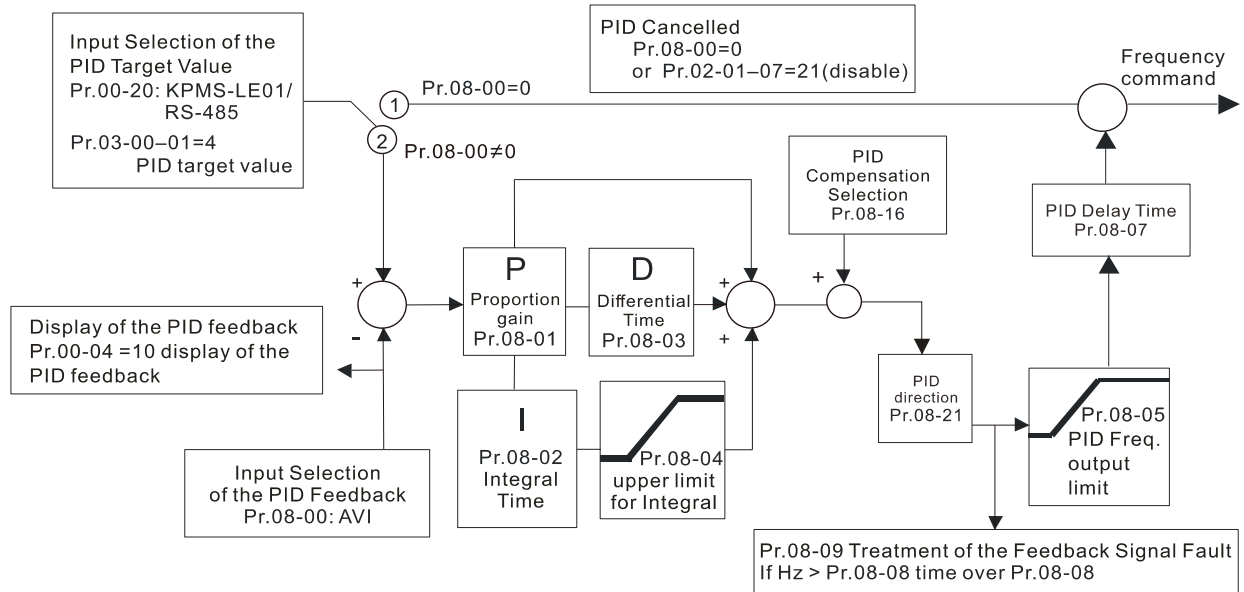 Input Selection of the
PID Target Value
Pr.00-20: KPMS-LE01/
RS-485
Pr.03-00–01=4
PID target value
1
Pr.08-00=0
2
Pr.08-00≠0
PID Cancelled
Pr.08-00=0
or Pr.02-01–07=21(disable)
Frequency
command
PID
Compensation
Selection
Pr.08-16
PID Delay Time
Pr.08-07
+
-
P
Proportion
gain
Pr.08-01
D
Differential
Time
Pr.08-03
+
+
+
Display of the PID feedback
Pr.00-04 =10 display of the
PID feedback
I
Pr.08-02
Integral
Time
Pr.08-04
upper limit
for Integral
PID
direction
Pr.08-21
Pr.08-05
PID Freq.
output
limit
Input Selection
of the PID Feedback
Pr.08-00: AVI
Pr.08-09 Treatment of the Feedback Signal Fault
If Hz > Pr.08-08 time over Pr.08-08